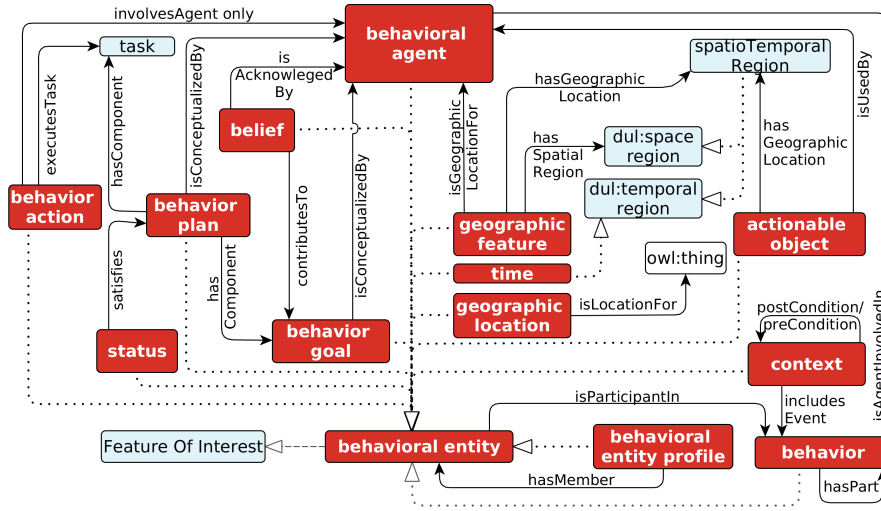 involvesAgent only
behavioral
agent
task
spatioTemporal
Region
executesTask
hasComponent
isConceptualizedBy
is
Acknowleged
By
isGeographic
LocationFor
hasGeographic
Location
isUsedBy
belief
has
Spatial
Region
dul:space
region
has
Geographic
Location
behavior
action
behavior
plan
contributesTo
isConceptualizedBy
dul:temporal
region
geographic
feature
actionable
object
owl:thing
time
satisfies
has
Component
geographic
location
isLocationFor
postCondition/
preCondition
isAgentInvolvedIn
status
behavior
goal
context
isParticipantIn
includes
Event
Feature Of Interest
behavioral entity
behavioral
entity profile
behavior
hasMember
hasPart